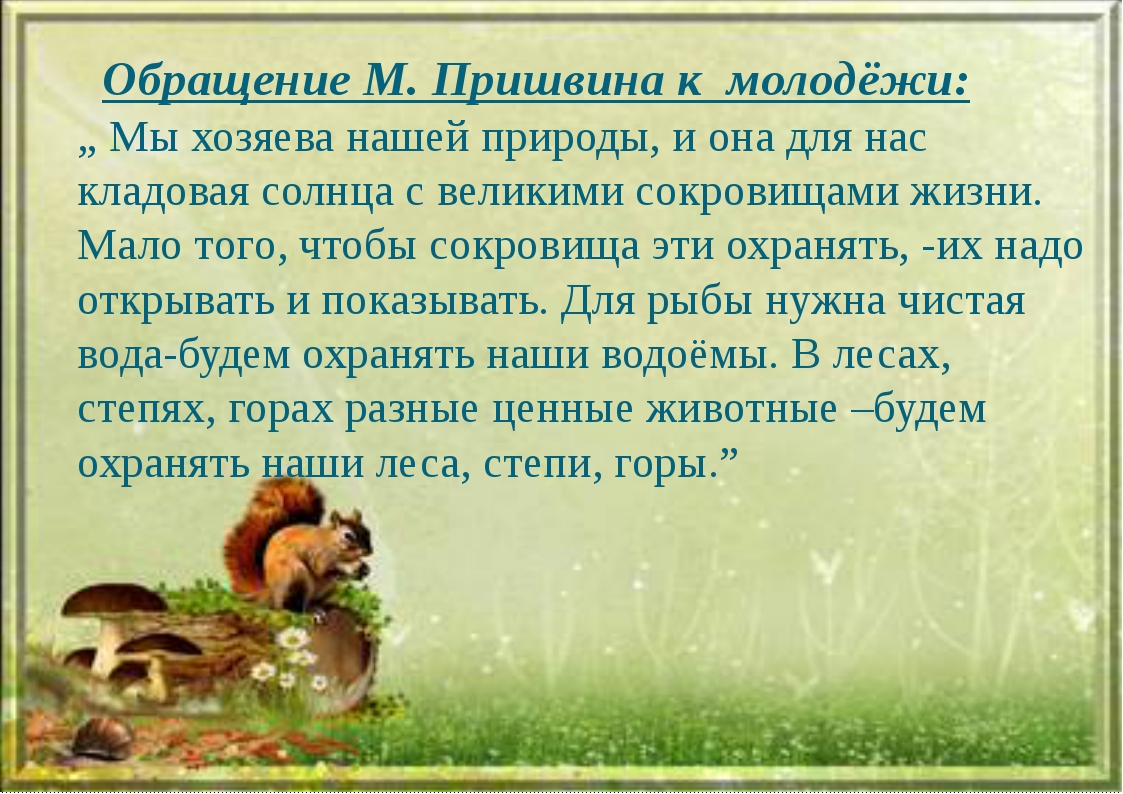 Обращение М. Пришвина к молодёжи:
„ Мы хозяева нашей природы, и она для нас
кладовая солнца с великими сокровищами жизни.
Мало того, чтобы сокровища эти охранять, -их надо
открывать и показывать. Для рыбы нужна чистая
вода-будем охранять наши водоёмы. В лесах,
степях, горах разные ценные животные –будем
охранять наши леса, степи, горы.”